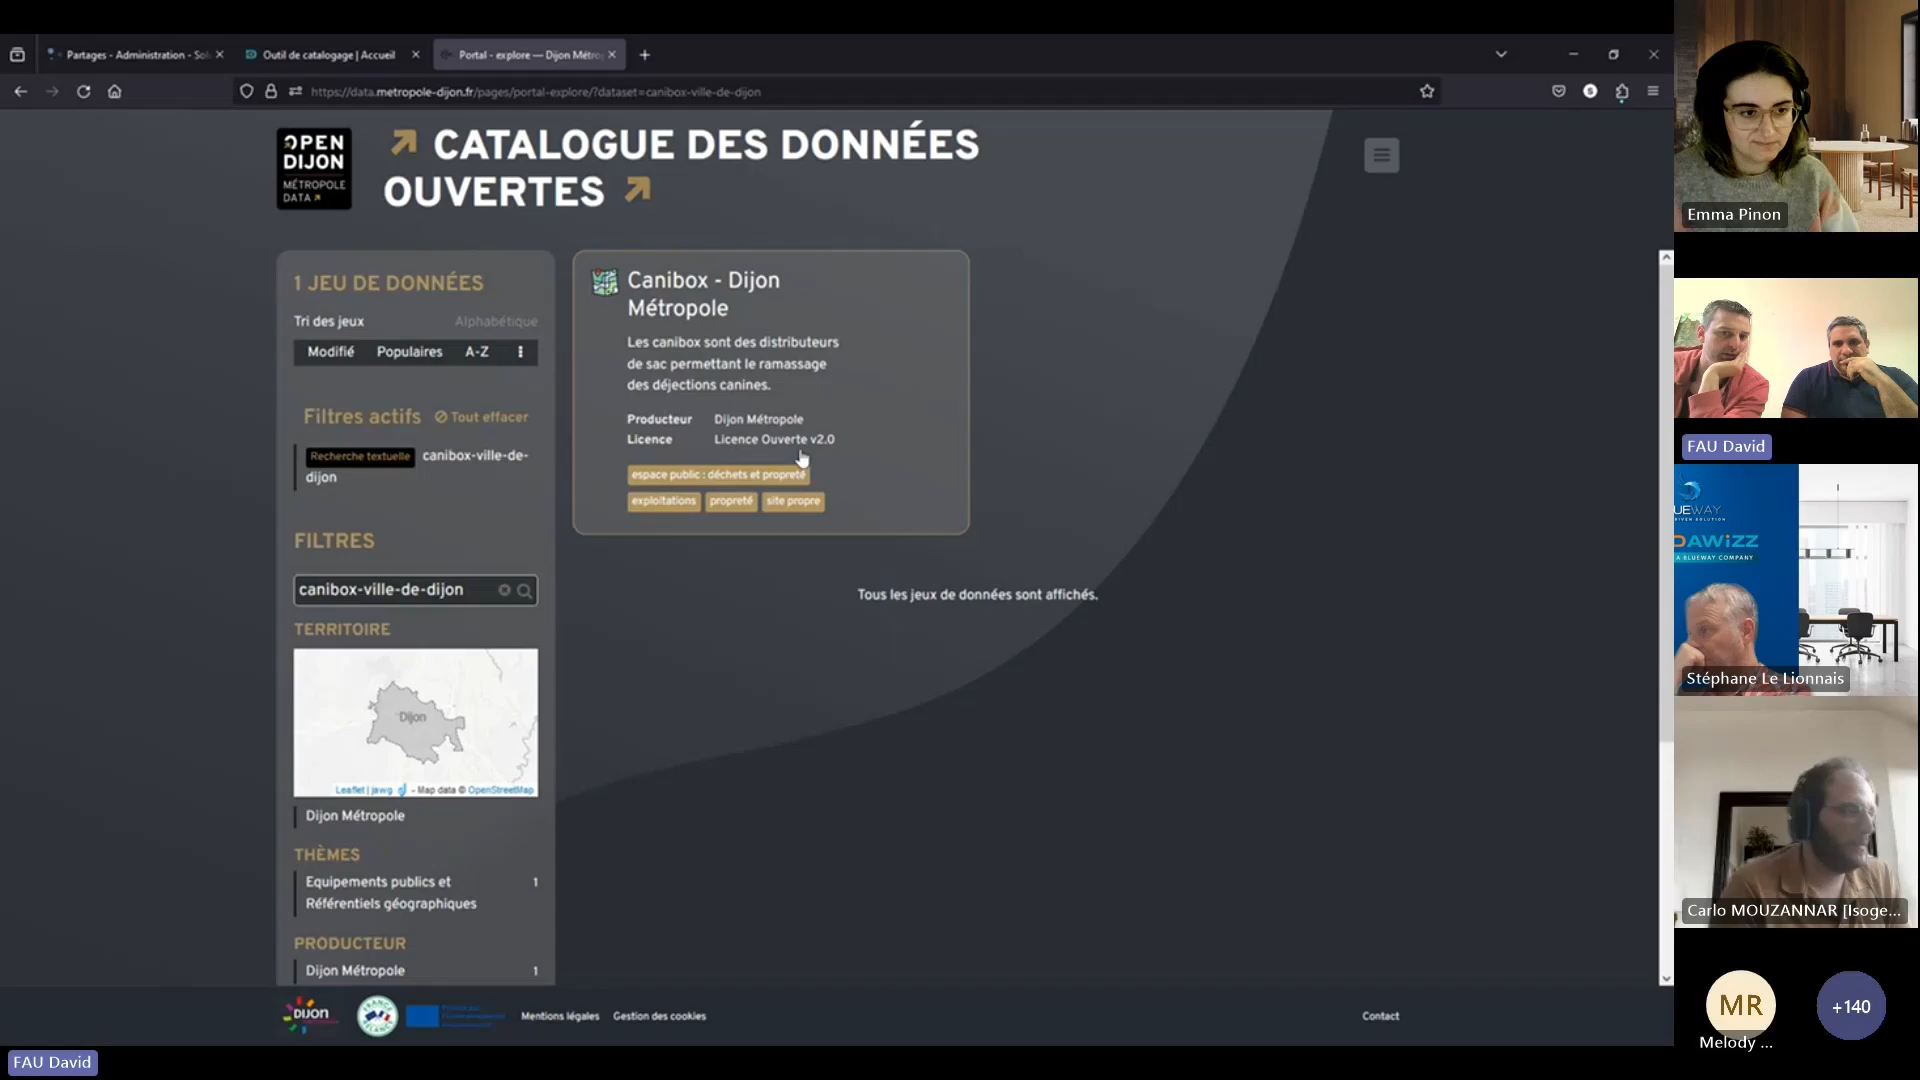 Partages - Administration - Sol
Outil de catalogage | Accueil
Portal - explore — Dijon Métro
https://data.metropole-dijon.fr/pages/portal-explore/?dataset=canibox-ville-de-dijon
OPEN
DIJON
MÉTROPOLE
DATA
CATALOGUE DES DONNÉES
OUVERTES
1 JEU DE DONNÉES
Tri des jeux
Alphabétique
Modifié
Populaires
A-Z
Filtres actifs
Tout effacer
Recherche textuelle canibox-ville-de-
dijon
FILTRES
canibox-ville-de-dijon
TERRITOIRE
Dijon
Leaflet | jawg - Map data © OpenStreetMap
Dijon Métropole
THÈMES
Equipements publics et
Référentiels géographiques
1
PRODUCTEUR
Dijon Métropole
1
Canibox - Dijon
Métropole
Les canibox sont des distributeurs
de sac permettant le ramassage
des déjections canines.
Producteur Dijon Métropole
Licence Licence Ouverte v2.0
espace public : déchets et propreté
exploitations propreté site propre
Tous les jeux de données sont affichés.
DIJON
FRANCE
RELANCE
Mentions légales
Gestion des cookies
Contact
FAU David
Emma Pinon
FAU David
UEWAY
DAWIZZ
A BLUEWAY COMPANY
Stéphane Le Lionnais
Carlo MOUZANNAR [Isoge...
MR
Melody ...
+140